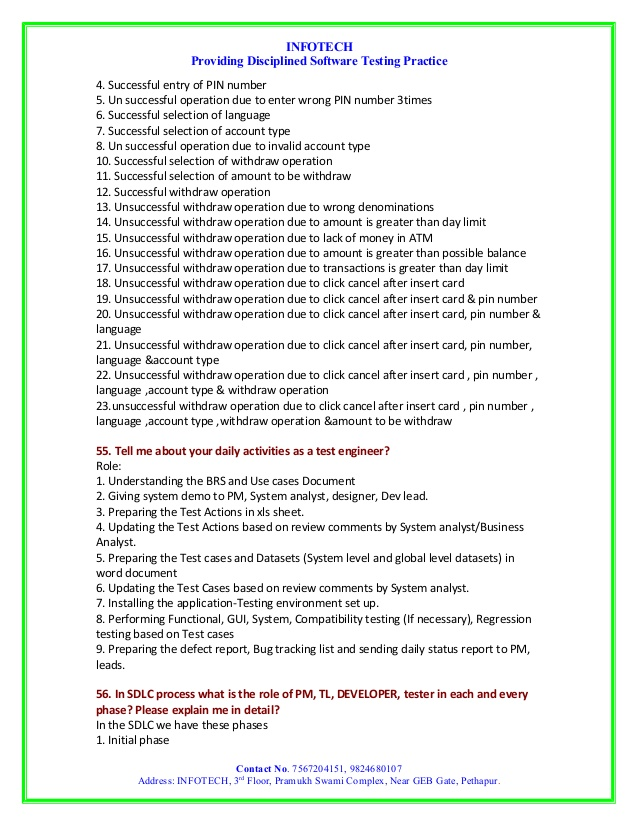 INFOTECH
Providing Disciplined Software Testing Practice
4. Successful entry of PIN number
5. Un successful operation due to enter wrong PIN number 3times
6. Successful selection of language
7. Successful selection of account type
8. Un successful operation due to invalid account type
10. Successful selection of withdraw operation
11. Successful selection of amount to be withdraw
12. Successful withdraw operation
13. Unsuccessful withdraw operation due to wrong denominations
14. Unsuccessful withdraw operation due to amount is greater than day limit
15. Unsuccessful withdraw operation due to lack of money in ATM
16. Unsuccessful withdraw operation due to amount is greater than possible balance
17. Unsuccessful withdraw operation due to transactions is greater than day limit
18. Unsuccessful withdraw operation due to click cancel after insert card
19. Unsuccessful withdraw operation due to click cancel after insert card & pin number
20. Unsuccessful withdraw operation due to click cancel after insert card, pin number &
language
21. Unsuccessful withdraw operation due to click cancel after insert card, pin number,
language &account type
22. Unsuccessful withdraw operation due to click cancel after insert card , pin number ,
language ,account type & withdraw operation
23.unsuccessful withdraw operation due to click cancel after insert card , pin number ,
language ,account type ,withdraw operation &amount to be withdraw
55. Tell me about your daily activities as a test engineer?
Role:
1. Understanding the BRS and Use cases Document
2. Giving system demo to PM, System analyst, designer, Dev lead.
3. Preparing the Test Actions in xls sheet.
4. Updating the Test Actions based on review comments by System analyst/Business
Analyst.
5. Preparing the Test cases and Datasets (System level and global level datasets) in
word document
6. Updating the Test Cases based on review comments by System analyst.
7. Installing the application-Testing environment set up.
8. Performing Functional, GUI, System, Compatibility testing (If necessary), Regression
testing based on Test cases
9. Preparing the defect report, Bug tracking list and sending daily status report to PM,
leads.
56. In SDLC process what is the role of PM, TL, DEVELOPER, tester in each and every
phase? Please explain me in detail?
In the SDLC we have these phases
1. Initial phase
Contact No. 7567204151, 9824680107
Address: INFOTECH, 3rd Floor, Pramukh Swami Complex, Near GEB Gate, Pethapur.